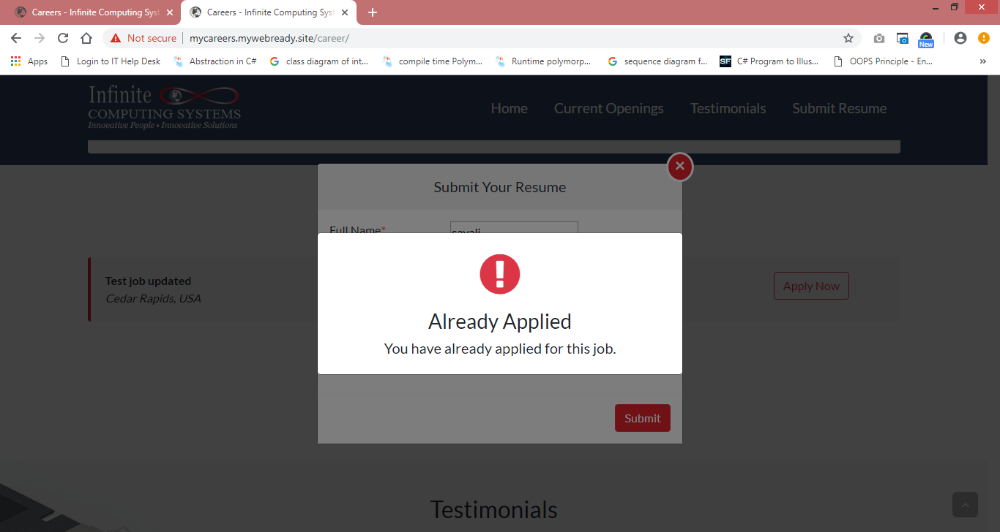 Careers - Infinite Computing Syst
Careers - Infinite Computing Syst
Not secure
mycareers.mywebready.site/career/
New
Apps
Login to IT Help Desk
Abstraction in C#
class diagram of int...
compile time Polym...
Runtime polymorp...
sequence diagram f...
SF
C# Program to Illus...
OOPS Principle - En...
»
Infinite
COMPUTING SYSTEMS
Innovative People • Innovative Solutions
Home
Current Openings
Testimonials
Submit Resume
Submit Your Resume
Full Name*
sayali
Test job updated
Cedar Rapids, USA
Apply Now
Already Applied
You have already applied for this job.
Submit
Testimonials